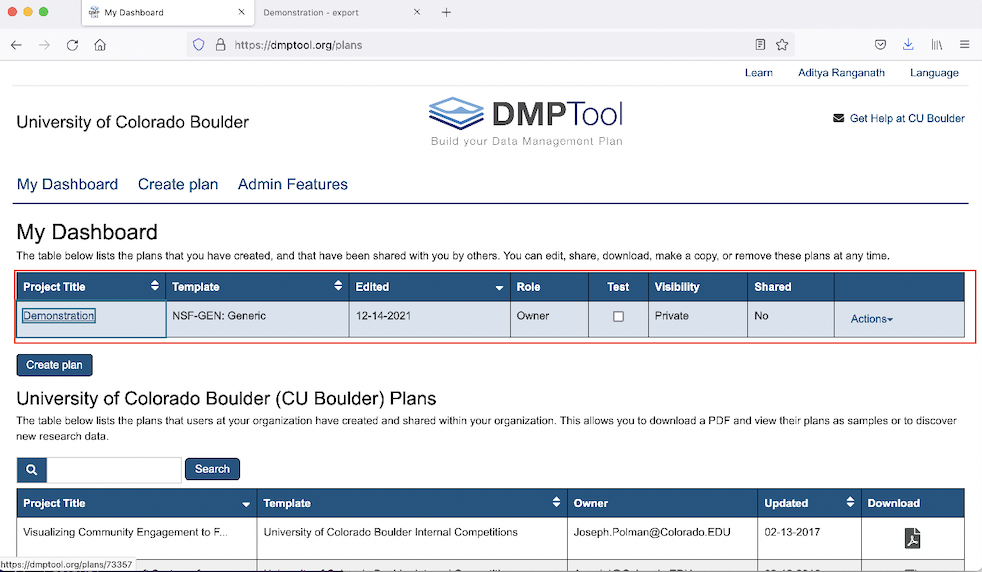 My Dashboard
Demonstration - export
https://dmptool.org/plans
Learn Aditya Ranganath Language
University of Colorado Boulder
DMPTool
Build your Data Management Plan
Get Help at CU Boulder
My Dashboard Create plan Admin Features
My Dashboard
The table below lists the plans that you have created, and that have been shared with you by others. You can edit, share, download, make a copy, or remove these plans at any time.
Project Title Template Edited Role Test Visibility Shared
Demonstration NSF-GEN: Generic 12-14-2021 Owner Private No Actions
Create plan
University of Colorado Boulder (CU Boulder) Plans
The table below lists the plans that users at your organization have created and shared within your organization. This allows you to download a PDF and view their plans as samples or to discover
new research data.
Search
Project Title Template Owner Updated Download
Visualizing Community Engagement to F... University of Colorado Boulder Internal Competitions Joseph.Polman@Colorado.EDU 02-13-2017
https://dmptool.org/plans/73357